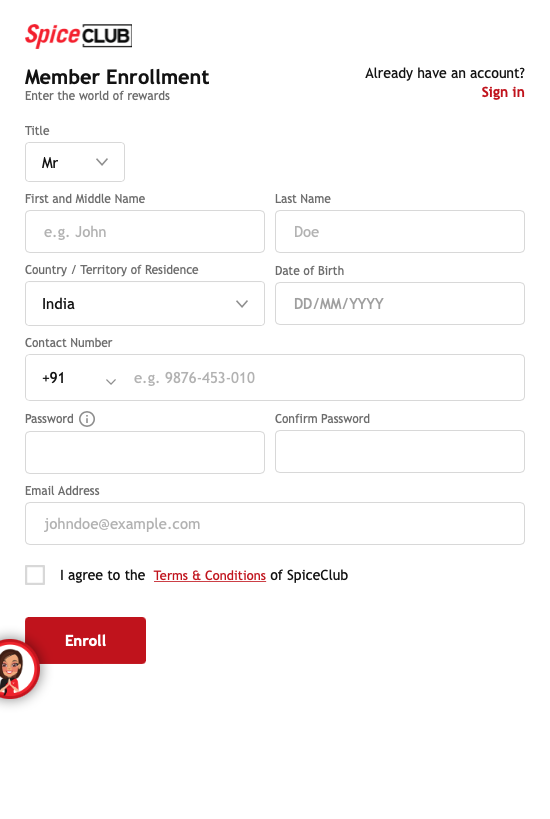 SpiceCLUB
Member Enrollment
Enter the world of rewards
Already have an account?
Sign in
Title
Mr
First and Middle Name
Last Name
e.g. John
Doe
Country / Territory of Residence
Date of Birth
India
DD/MM/YYYY
Contact Number
+91
e.g. 9876-453-010
Password
Confirm Password
Email Address
johndoe@example.com
I agree to the Terms & Conditions of SpiceClub
Enroll